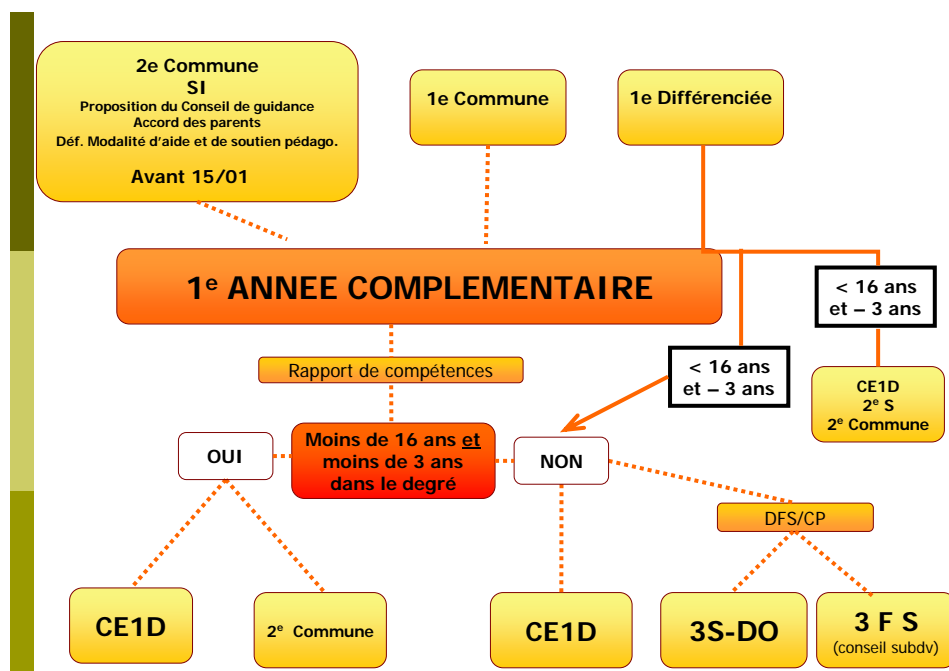 2e Commune
SI
Proposition du Conseil de guidance
Accord des parents
Déf. Modalité d'aide et de soutien pédago.
Avant 15/01
1e Commune
1e Différenciée
1e ANNEE COMPLEMENTAIRE
< 16 ans
et – 3 ans
Rapport de compétences
< 16 ans
et – 3 ans
CE1D
2e S
2e Commune
OUI
Moins de 16 ans et
moins de 3 ans
dans le degré
NON
DFS/CP
CE1D
2e Commune
CE1D
3S-DO
3 F S
(conseil subdv)